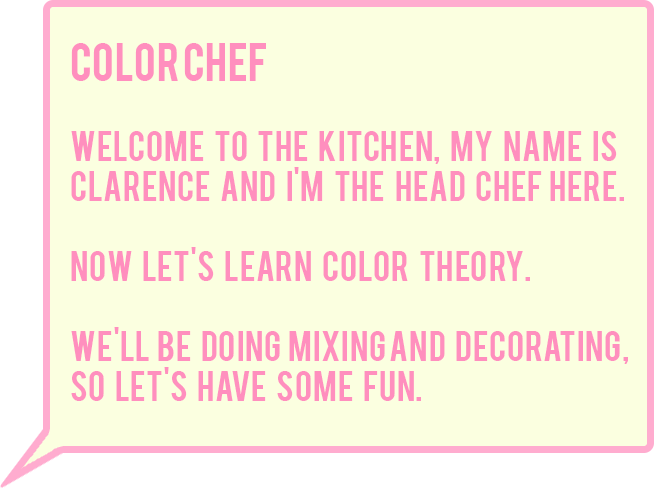 COLOR CHEF
WELCOME TO THE KITCHEN, MY NAME IS
CLARENCE AND I'M THE HEAD CHEF HERE.
NOW LET'S LEARN COLOR THEORY.
WE'LL BE DOING MIXING AND DECORATING,
SO LET'S HAVE SOME FUN.